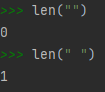 >>> len("")
0
>>> len(" ")
1